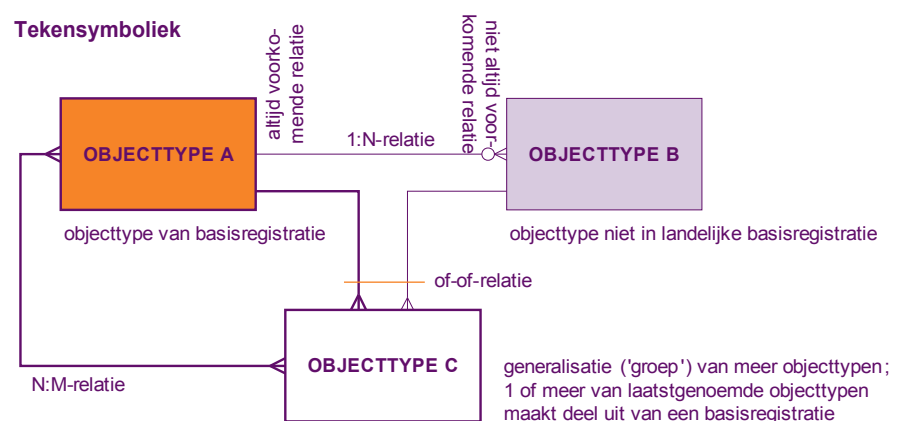 Tekensymboliek
altijd voorko-
mende relatie
niet altijd voor-
komende relatie
1:N-relatie
OBJECTTYPE A
OBJECTTYPE B
objecttype van basisregistratie
objecttype niet in landelijke basisregistratie
of-of-relatie
OBJECTTYPE C
N:M-relatie
generalisatie ('groep') van meer objecttypen;
1 of meer van laatstgenoemde objecttypen
maakt deel uit van een basisregistratie